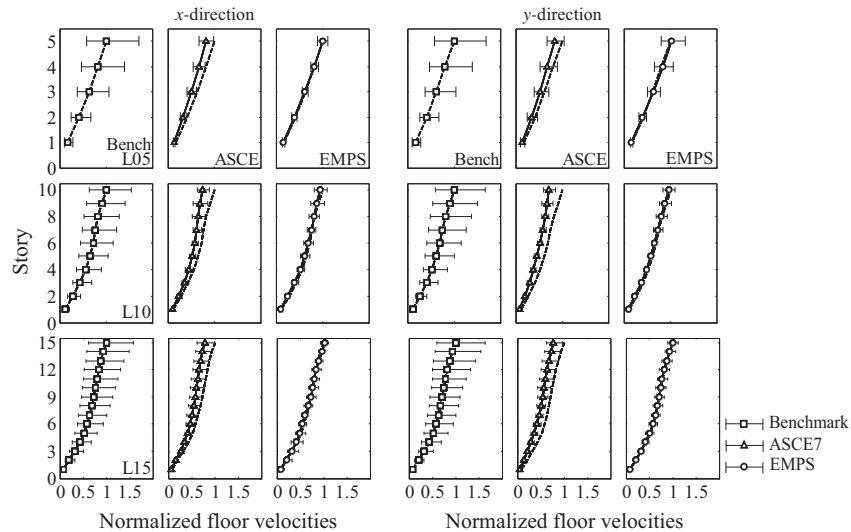 x-direction y-direction
5
4
3
2
1
0
Bench
L05
ASCE
EMPS
Bench
ASCE
EMPS
10
8
6
4
2
0
L10
Story
15
12
9
6
3
0
L15
0 0.5 1 1.5 0 0.5 1 1.5 0 0.5 1 1.5 0 0.5 1 1.5 0 0.5 1 1.5 0 0.5 1 1.5
Normalized floor velocities Normalized floor velocities
Benchmark
ASCE7
EMPS